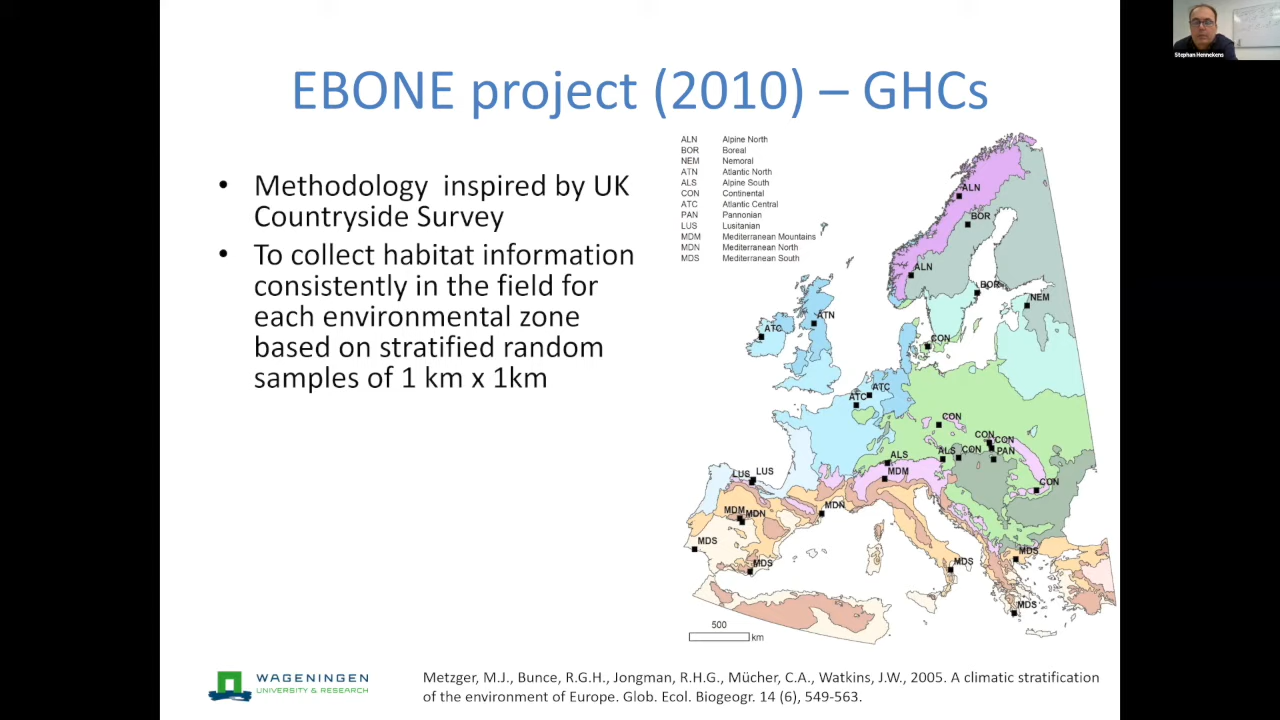 Stephan Hennekens
EBONE project (2010) – GHCs
• Methodology inspired by UK
Countryside Survey
• To collect habitat information
consistently in the field for
each environmental zone
based on stratified random
samples of 1 km x 1km
ALN Alpine North
BOR Boreal
NEM Nemoral
ATN Atlantic North
ALS Alpine South
CON Continental
ATC Atlantic Central
PAN Pannonian
LUS Lusitanian
MDM Mediterranean Mountains
MDN Mediterranean North
MDS Mediterranean South
ALN
BOR
ALN
BOR
NEM
ATN
ATC
CON
ATC
ATC
CON
CON
CON
ALS
ALS
CON
PAN
LUS
LUS
MDM
CON
MDN
MDM
MDN
MDS
MDS
MDS
MDS
MDS
500
km
WAGENINGEN
UNIVERSITY & RESEARCH
Metzger, M.J., Bunce, R.G.H., Jongman, R.H.G., Mücher, C.A., Watkins, J.W., 2005. A climatic stratification
of the environment of Europe. Glob. Ecol. Biogeogr. 14 (6), 549-563.